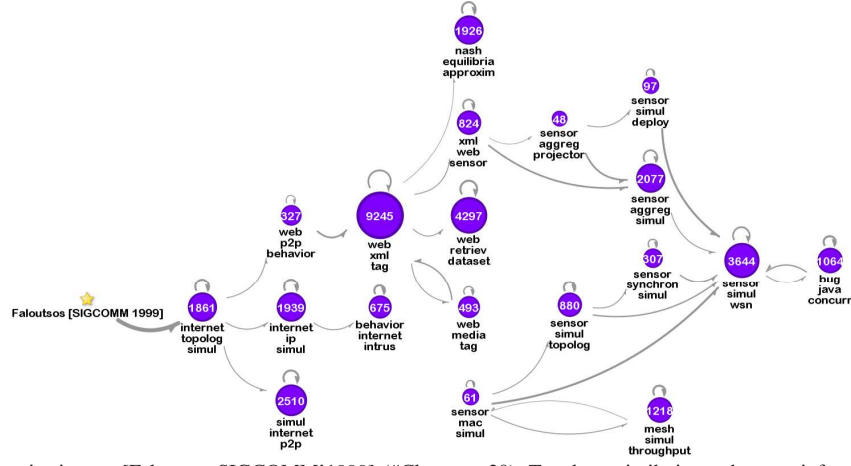 1926
nash
equilibria
approxim
97
sensor
simul
deploy
824
xml
web
sensor
48
sensor
aggreg
projector
2077
sensor
aggreg
simul
327
web
p2p
behavior
9245
web
xml
tag
4297
web
retriev
dataset
307
sensor
synchron
simul
3644
sensor
simul
wsn
1064
bug
java
concurr
Faloutsos [SIGCOMM 1999]
1861
internet
topolog
simul
1939
internet
ip
simul
675
behavior
internet
intrus
493
web
media
tag
880
sensor
simul
topolog
2510
simul
internet
p2p
61
sensor
mac
simul
1218
mesh
simul
throughput